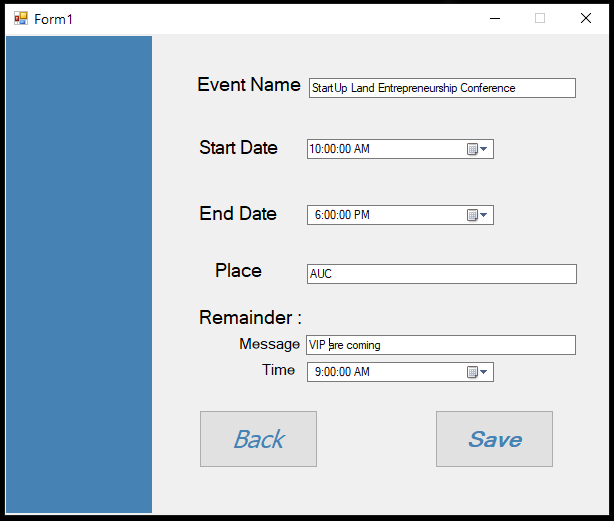 Form1
Event Name StartUp Land Entrepreneurship Conference
Start Date 10:00:00 AM
End Date 6:00:00 PM
Place AUC
Remainder :
Message VIP are coming
Time 9:00:00 AM
Back Save